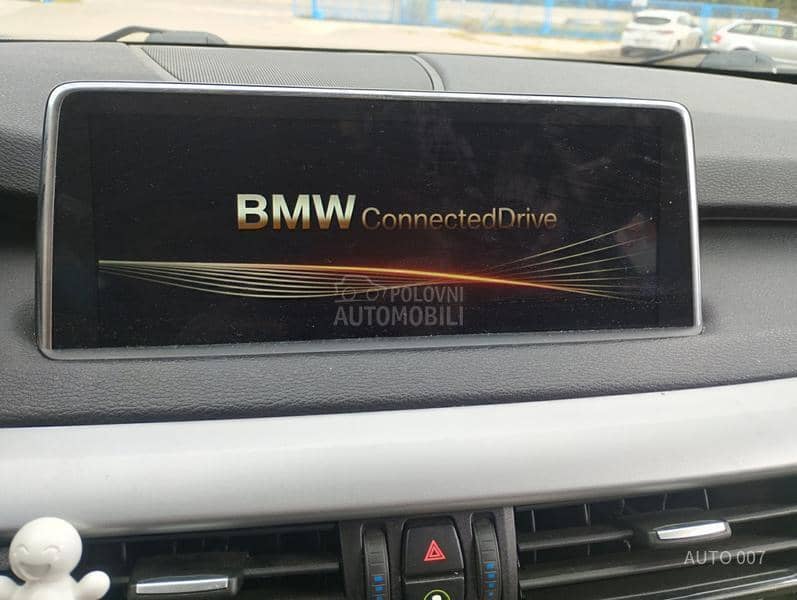 BMW ConnectedDrive
POLOVNI
AUTOMOBILI
AUTO 007